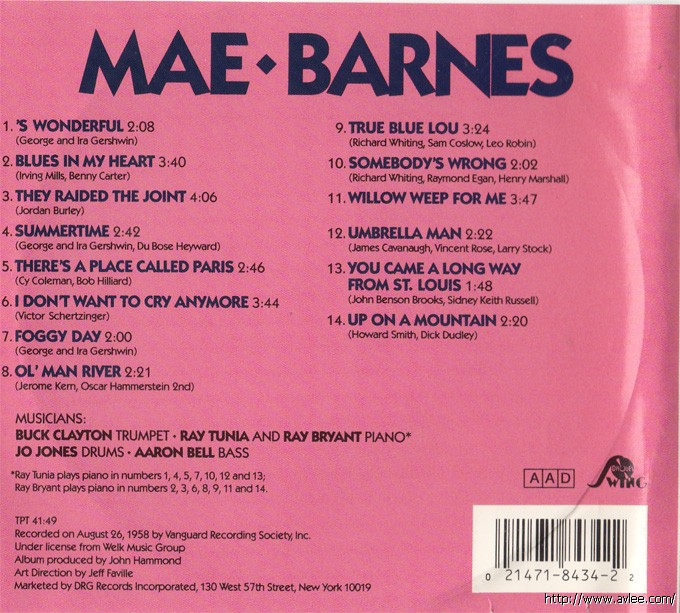 MAE◆BARNES
1. 'S WONDERFUL 2:08
(George and Ira Gershwin)
2. BLUES IN MY HEART 3:40
(Irving Mills, Benny Carter)
3. THEY RAIDED THE JOINT 4:06
(Jordan Burley)
4. SUMMERTIME 2:42
(George and Ira Gershwin, Du Bose Heyward)
5. THERE'S A PLACE CALLED PARIS 2:46
(Cy Coleman, Bob Hilliard)
6. I DON'T WANT TO CRY ANYMORE 3:44
(Victor Schertzinger)
7. FOGGY DAY 2:00
(George and Ira Gershwin)
8. OL' MAN RIVER 2:21
(Jerome Kern, Oscar Hammerstein 2nd)
9. TRUE BLUE LOU 3:24
(Richard Whiting, Sam Coslow, Leo Robin)
10. SOMEBODY'S WRONG 2:02
(Richard Whiting, Raymond Egan, Henry Marshall)
11. WILLOW WEEP FOR ME 3:47
12. UMBRELLA MAN 2:22
(James Cavanaugh, Vincent Rose, Larry Stock)
13. YOU CAME A LONG WAY
FROM ST. LOUIS 1:48
(John Benson Brooks, Sidney Keith Russell)
14. UP ON A MOUNTAIN 2:20
(Howard Smith, Dick Dudley)
MUSICIANS:
BUCK CLAYTON TRUMPET · RAY TUNIA AND RAY BRYANT PIANO*
JO JONES DRUMS · AARON BELL BASS
*Ray Tunia plays piano in numbers 1, 4, 5, 7, 10, 12 and 13;
Ray Bryant plays piano in numbers 2, 3, 6, 8, 9, 11 and 14.
AAD
SWING
TPT 41:49
Recorded on August 26, 1958 by Vanguard Recording Society, Inc.
Under license from Welk Music Group
Album produced by John Hammond
Art Direction by Jeff Faville
Marketed by DRG Records Incorporated, 130 West 57th Street, New York 10019
0 21471-8434-2 2
http://www.avlee.com/